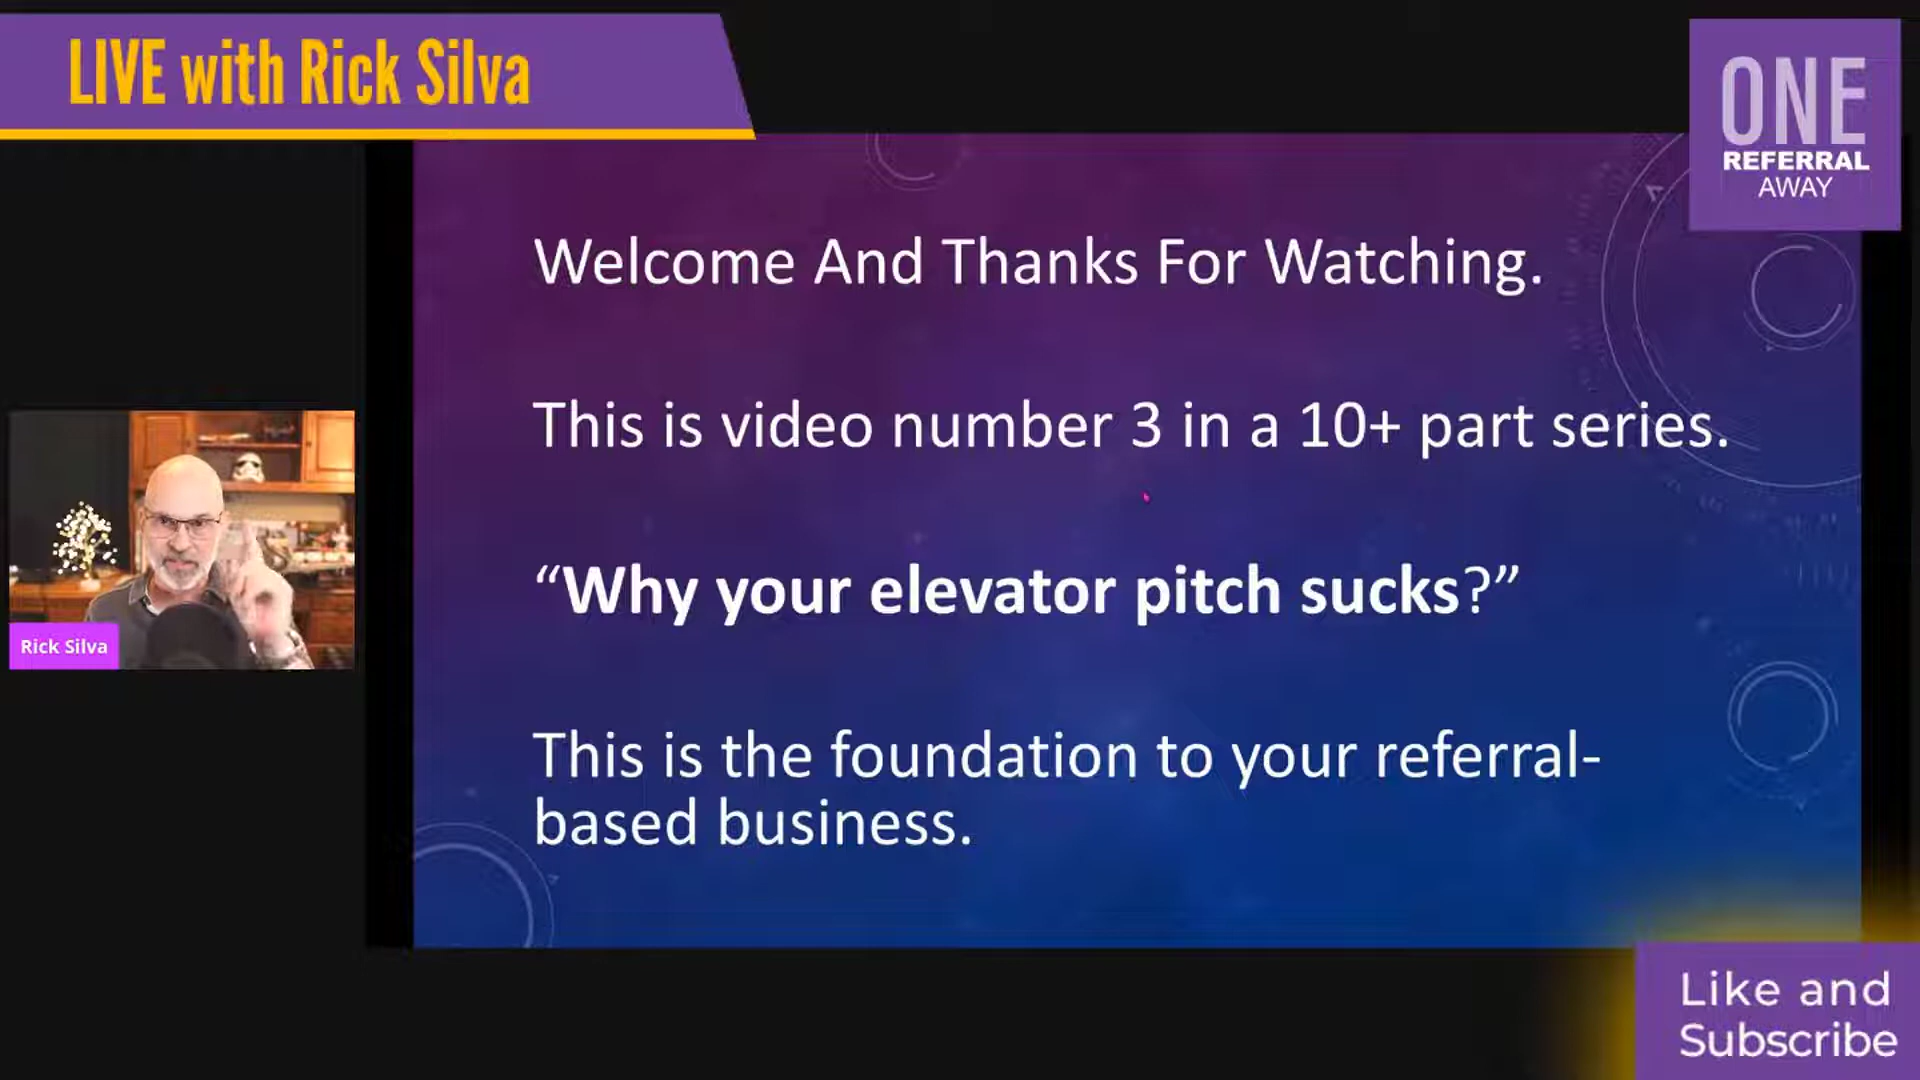 LIVE with Rick Silva
ONE
REFERRAL
AWAY
Welcome And Thanks For Watching.
This is video number 3 in a 10+ part series.
“Why your elevator pitch sucks?”
This is the foundation to your referral-
based business.
Rick Silva
Like and
Subscribe